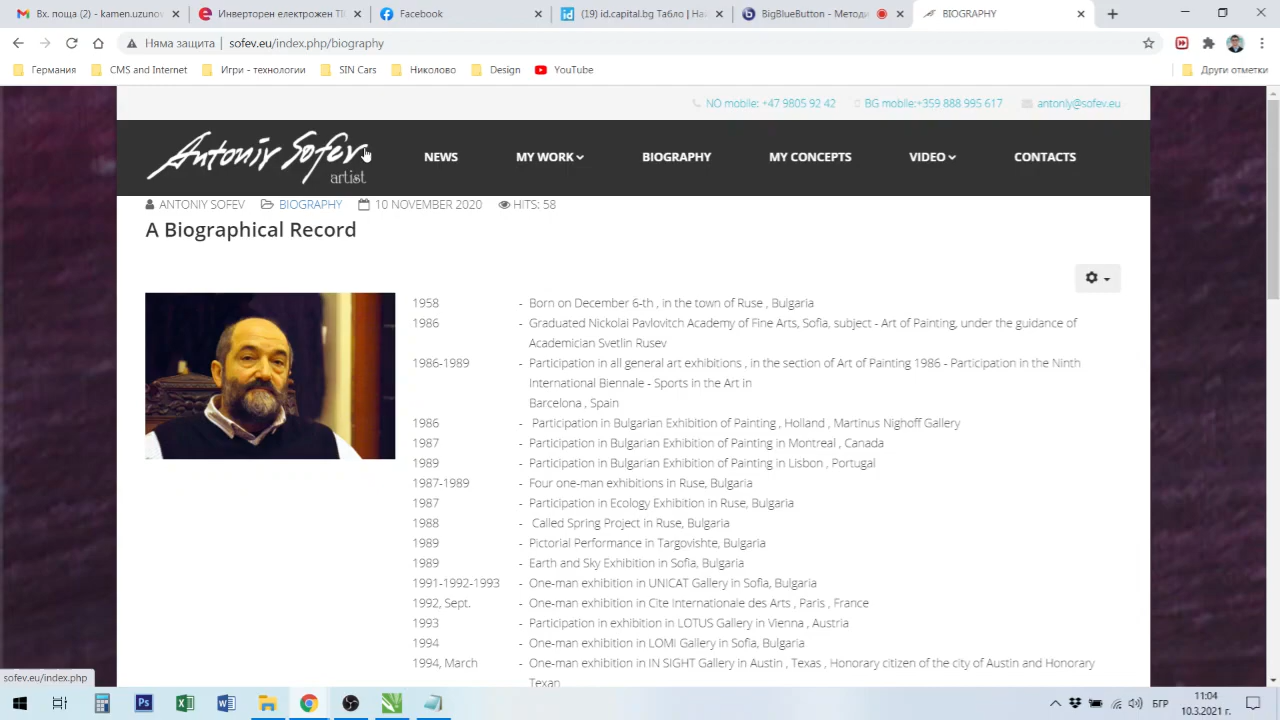 Вх. поща (2) - kamen.uzunov@
електронен компонент TIP
Facebook
(19) id.capital.bg Табло | На
BigBlueButton - Методи
BIOGRAPHY
Няма защита | sofev.eu/index.php/biography
Германия CMS and Internet Игри - технологии SIN Cars Николово Design YouTube Други отметки
NO mobile: +47 9805 92 42 BG mobile:+359 888 995 617 antoniy@sofev.eu
Antoniy Sofev
artist
NEWS MY WORK BIOGRAPHY MY CONCEPTS VIDEO CONTACTS
ANTONIY SOFEV BIOGRAPHY 10 NOVEMBER 2020 HITS: 58
A Biographical Record
1958 - Born on December 6-th , in the town of Ruse , Bulgaria
1986 - Graduated Nickolai Pavlovitch Academy of Fine Arts, Sofia, subject - Art of Painting, under the guidance of
Academician Svetlin Rusev
1986-1989 - Participation in all general art exhibitions , in the section of Art of Painting 1986 - Participation in the Ninth
International Biennale - Sports in the Art in
Barcelona , Spain
1986 - Participation in Bulgarian Exhibition of Painting , Holland , Martinus Nighoff Gallery
1987 - Participation in Bulgarian Exhibition of Painting in Montreal , Canada
1989 - Participation in Bulgarian Exhibition of Painting in Lisbon , Portugal
1987-1989 - Four one-man exhibitions in Ruse, Bulgaria
1987 - Participation in Ecology Exhibition in Ruse, Bulgaria
1988 - Called Spring Project in Ruse, Bulgaria
1989 - Pictorial Performance in Targovishte, Bulgaria
1989 - Earth and Sky Exhibition in Sofia, Bulgaria
1991-1992-1993 - One-man exhibition in UNICAT Gallery in Sofia, Bulgaria
1992, Sept. - One-man exhibition in Cite Internationale des Arts , Paris , France
1993 - Participation in exhibition in LOTUS Gallery in Vienna , Austria
1994 - One-man exhibition in LOMI Gallery in Sofia, Bulgaria
1994, March - One-man exhibition in IN SIGHT Gallery in Austin , Texas , Honorary citizen of the city of Austin and Honorary
Texan
sofev.eu/index.php
БГР
11:04
10.3.2021 г.